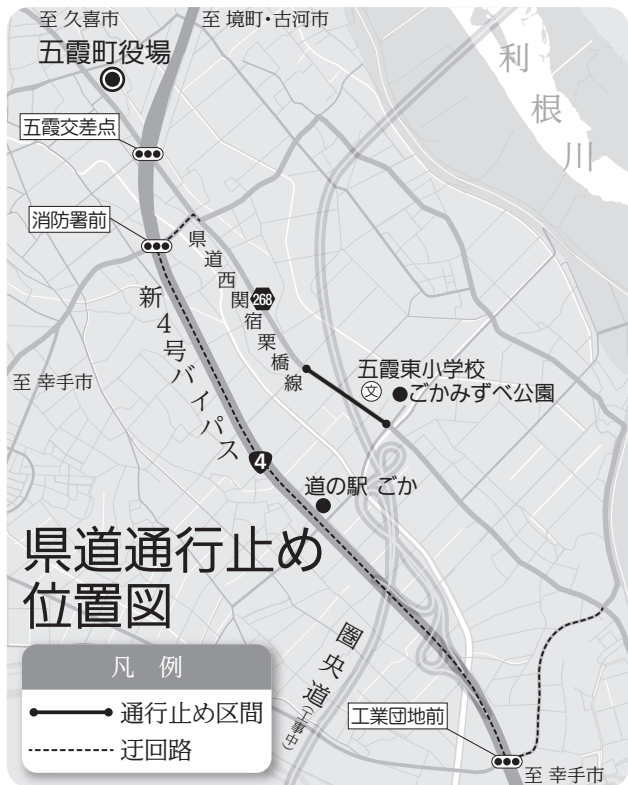 至 久喜市
至 境町・古河市
五霞町役場
利根川
五霞交差点
消防署前
県道西関宿栗橋線
268
新4号バイパス
至 幸手市
五霞東小学校
文
ごかみずべ公園
4
道の駅 ごか
県道通行止め
位置図
圏央道(工事中)
凡 例
通行止め区間
迂回路
工業団地前
至 幸手市